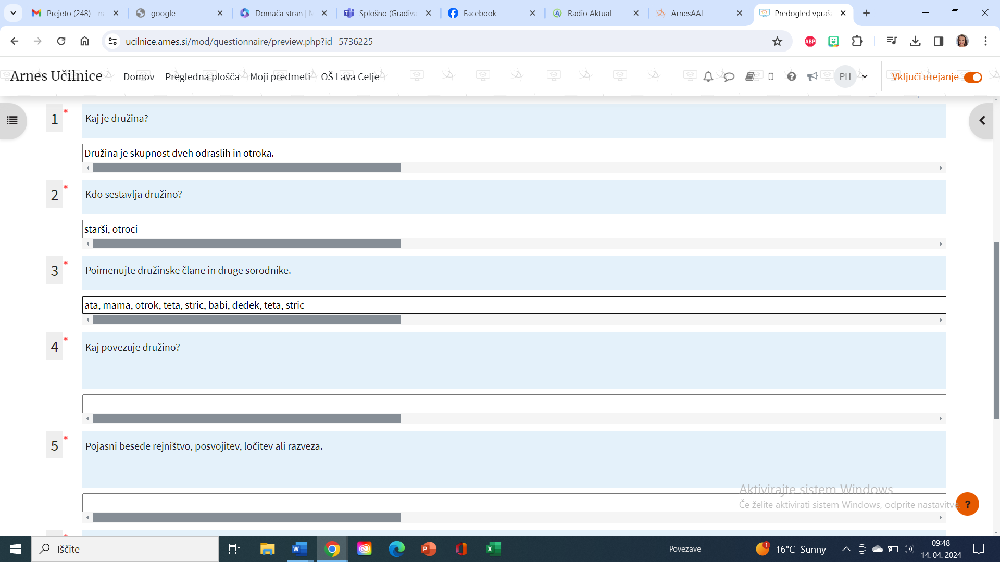 Prejeto (248) - na
google
Domača stran | M
Splošno (Gradiva
Facebook
Radio Aktual
ArnesAAI
Predogled vpraš
ucilnice.arnes.si/mod/questionnaire/preview.php?id=5736225
ABP
Arnes Učilnice
Domov
Pregledna plošča
Moji predmeti
OŠ Lava Celje
PH
Vključi urejanje
1 *
Kaj je družina?
Družina je skupnost dveh odraslih in otroka.
2 *
Kdo sestavlja družino?
starši, otroci
3 *
Poimenujte družinske člane in druge sorodnike.
ata, mama, otrok, teta, stric, babi, dedek, teta, stric
4 *
Kaj povezuje družino?
5 *
Pojasni besede rejništvo, posvojitev, ločitev ali razveza.
Aktivirajte sistem Windows
Če želite aktivirati sistem Windows, odprite nastavitve.
?
Iščite
Povezave
1
16°C Sunny
09:48
14. 04. 2024